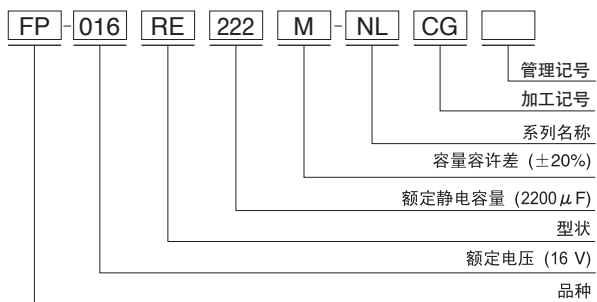 FP-016 RE 222 M-NL CG
管理记号
加工记号
系列名称
容量容许差 (±20%)
额定静电容量 (2200μF)
型状
额定电压 (16 V)
品种